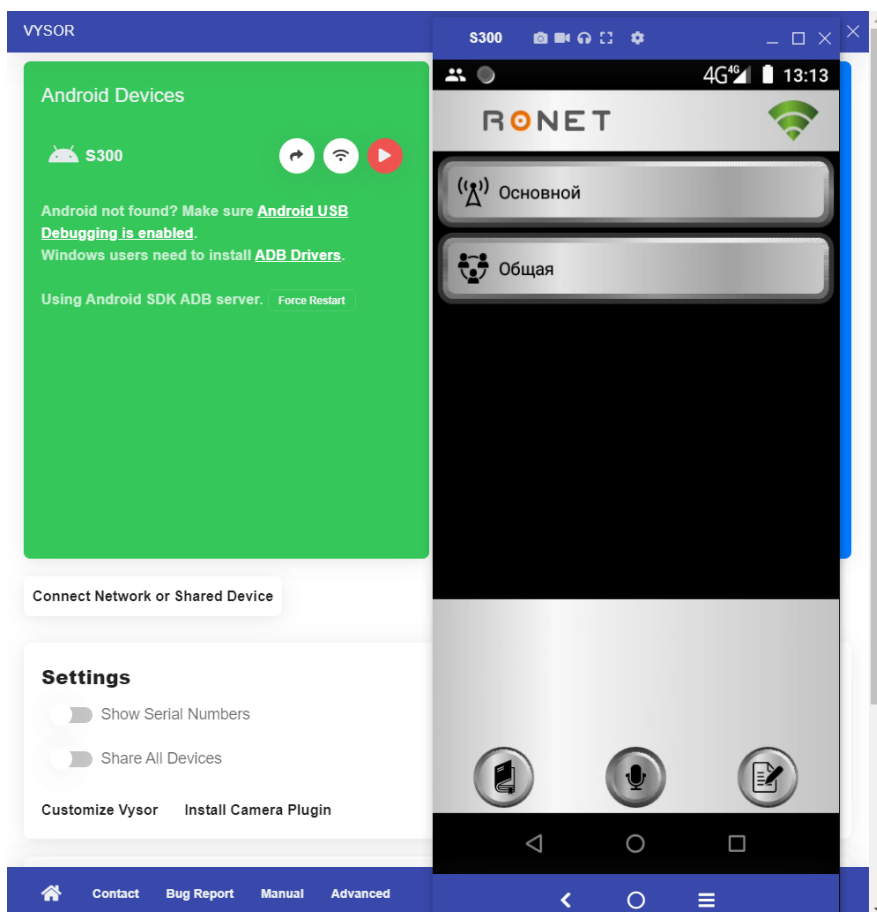 VYSOR
Android Devices
S300
Android not found? Make sure Android USB
Debugging is enabled.
Windows users need to install ADB Drivers.
Using Android SDK ADB server. Force Restart
Connect Network or Shared Device
Settings
Show Serial Numbers
Share All Devices
Customize Vysor Install Camera Plugin
Contact Bug Report Manual Advanced
S300
4G 4G 13:13
RONET
Основной
Общая